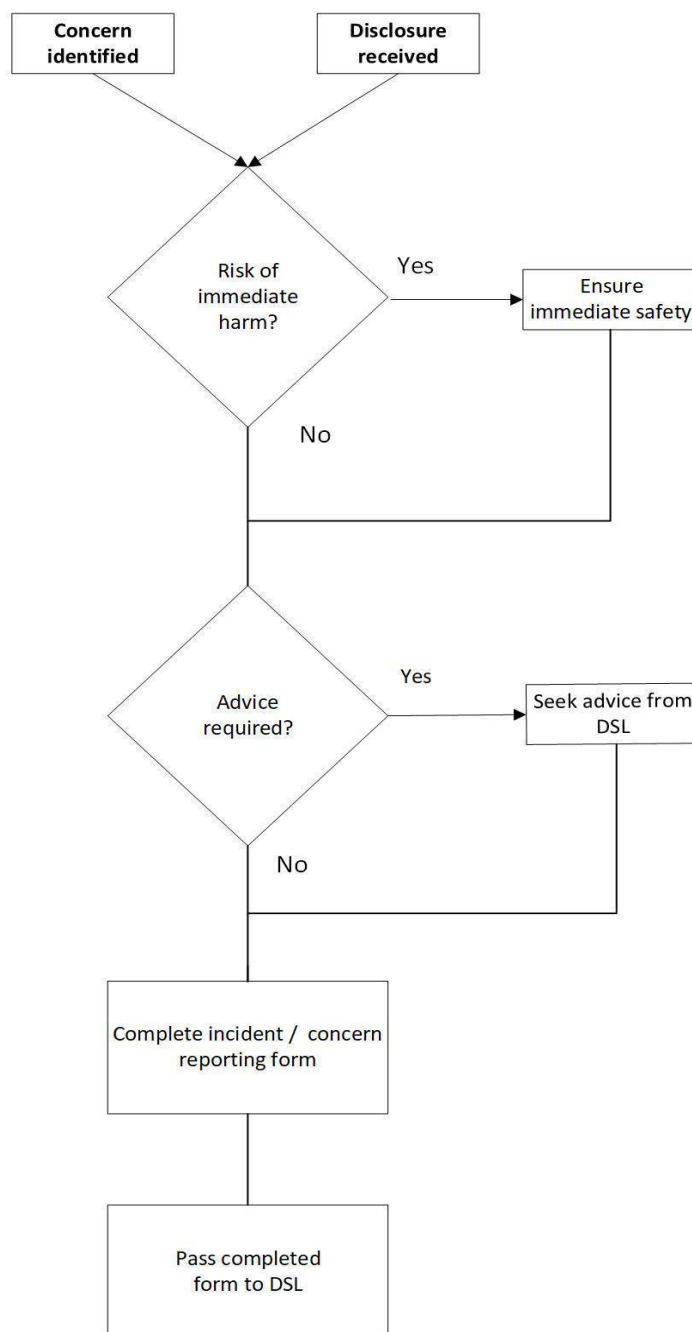 Concern
identified
Disclosure
received
Risk of
immediate
harm?
Yes
Ensure
immediate safety
No
Advice
required?
Yes
Seek advice from
DSL
No
Complete incident / concern
reporting form
Pass completed
form to DSL